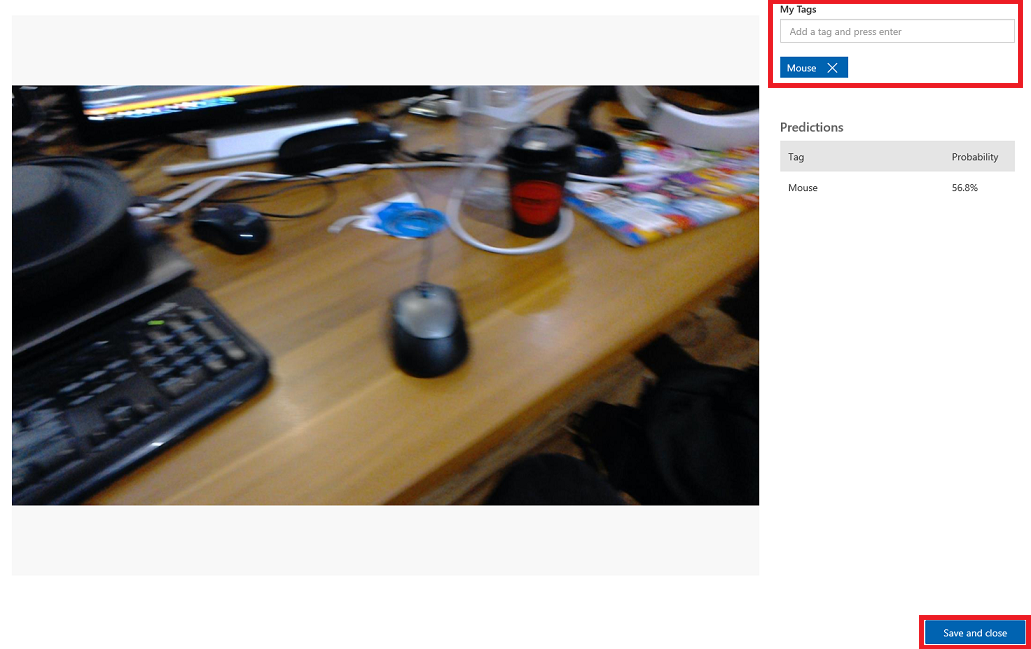 My Tags
Add a tag and press enter
Mouse
Predictions
Tag Probability
Mouse 56.8%
Save and close